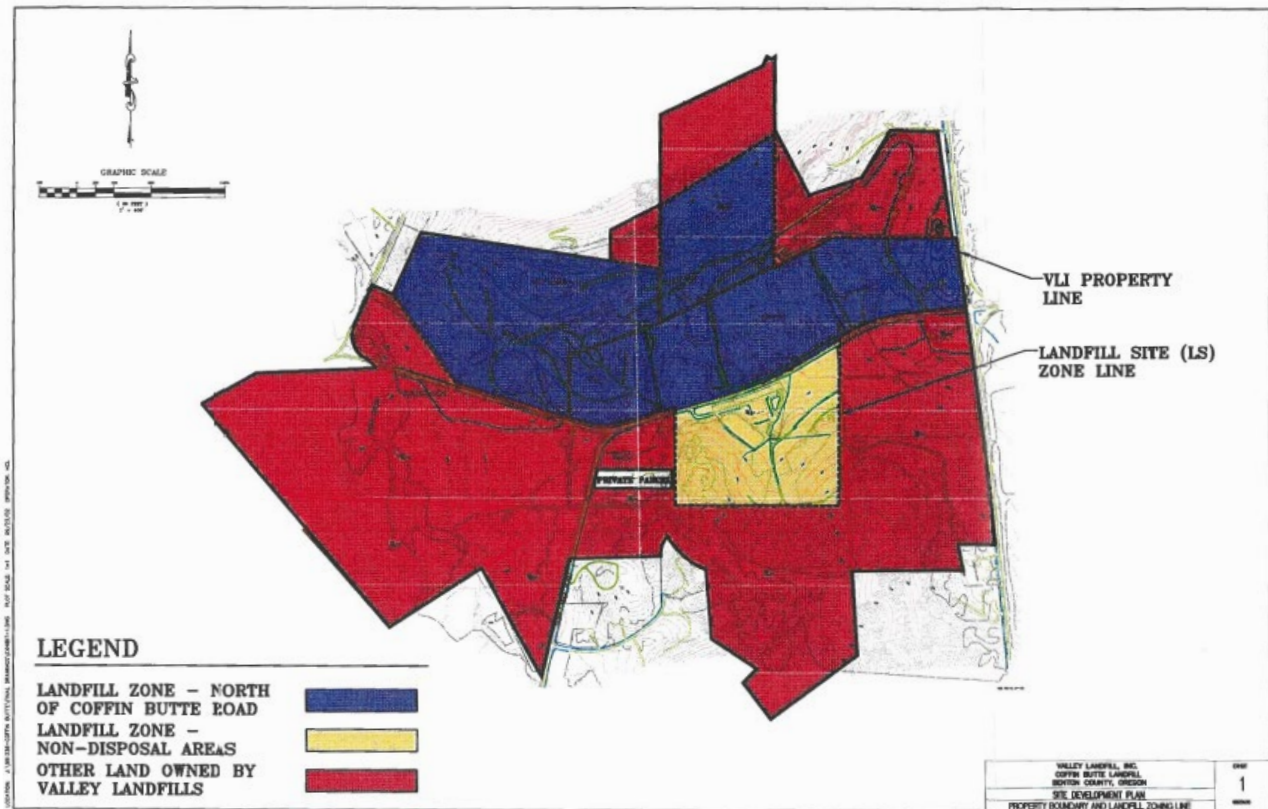 GRAPHIC SCALE
( IN FEET )
VLI PROPERTY
LINE
LANDFILL SITE (LS)
ZONE LINE
PRIVATE PARCEL
LEGEND
LANDFILL ZONE - NORTH
OF COFFIN BUTTE ROAD
LANDFILL ZONE -
NON-DISPOSAL AREAS
OTHER LAND OWNED BY
VALLEY LANDFILLS
VALLEY LANDFILL, INC.
COFFIN BUTTE LANDFILL
BENTON COUNTY, OREGON
SITE DEVELOPMENT PLAN
PROPERTY BOUNDARY AND LANDFILL ZONING LINE
1